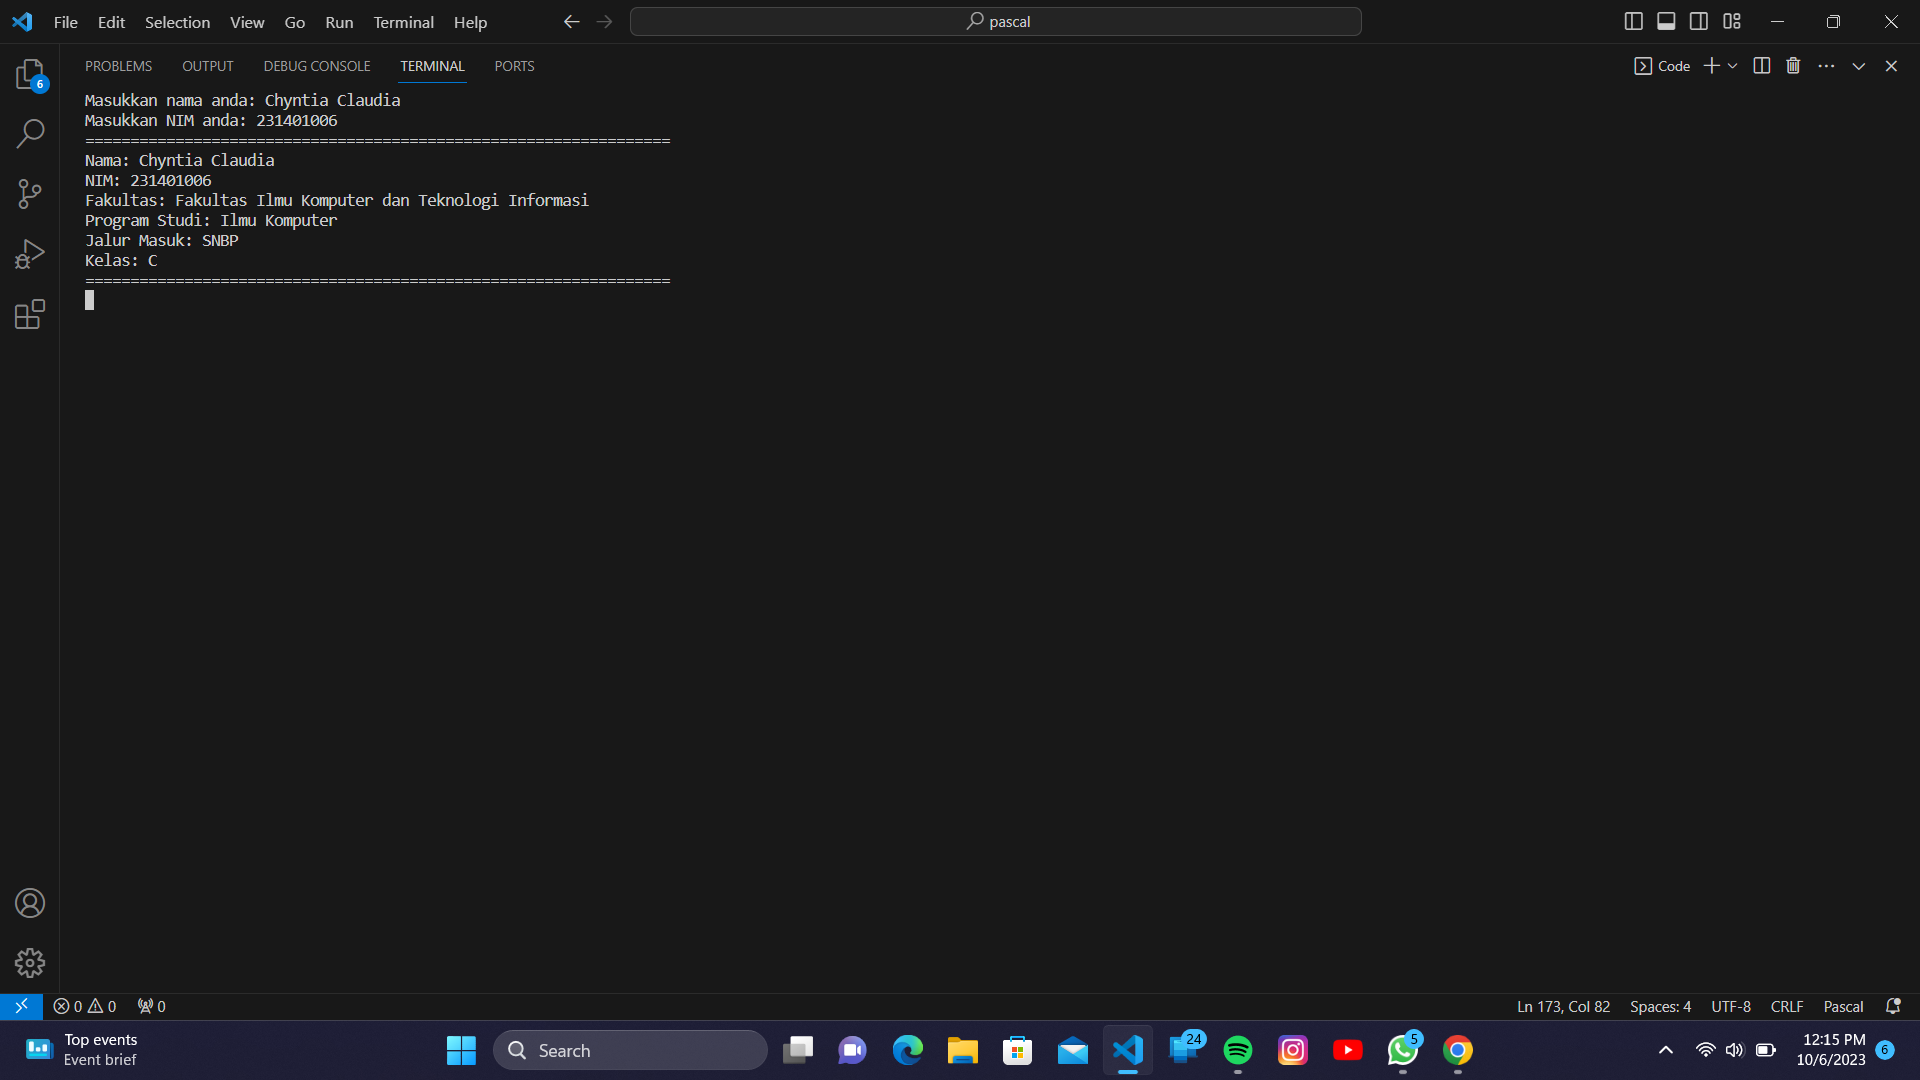 File Edit Selection View Go Run Terminal Help
pascal
PROBLEMS OUTPUT DEBUG CONSOLE TERMINAL PORTS
Code
6
Masukkan nama anda: Chyntia Claudia
Masukkan NIM anda: 231401006
=================================================================
Nama: Chyntia Claudia
NIM: 231401006
Fakultas: Fakultas Ilmu Komputer dan Teknologi Informasi
Program Studi: Ilmu Komputer
Jalur Masuk: SNBP
Kelas: C
=================================================================
0 0 0
Ln 173, Col 82 Spaces: 4 UTF-8 CRLF Pascal
Top events
Event brief
Search
24
5
12:15 PM
10/6/2023
6